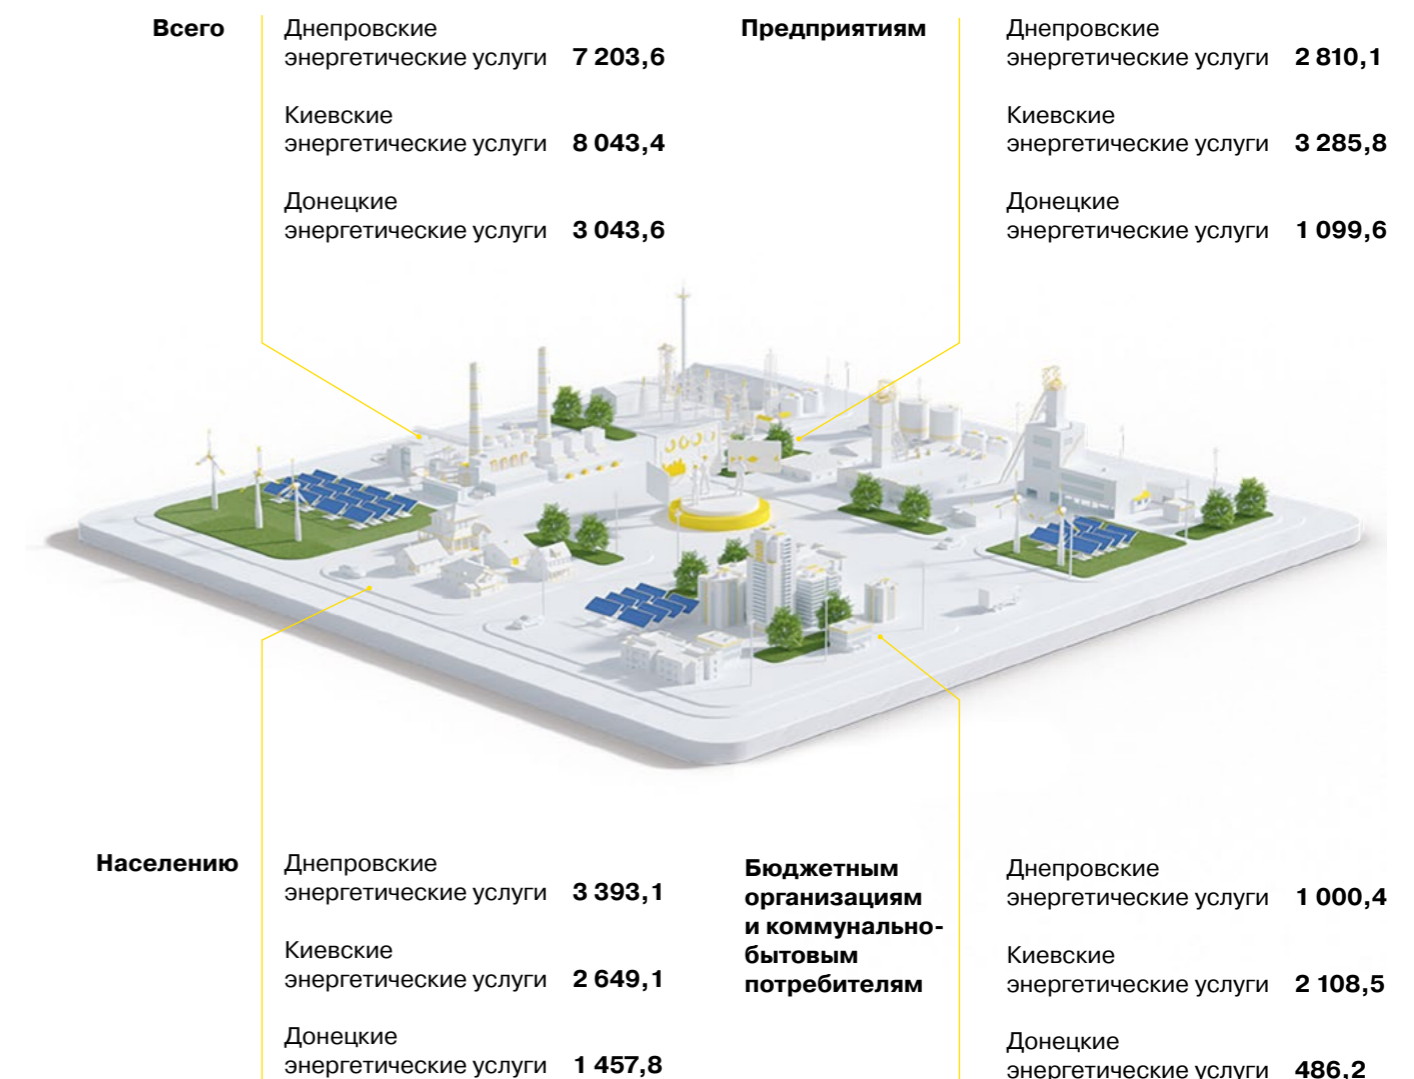 Всего
Днепровские
энергетические услуги 7 203,6
Киевские
энергетические услуги 8 043,4
Донецкие
энергетические услуги 3 043,6
Предприятиям
Днепровские
энергетические услуги 2 810,1
Киевские
энергетические услуги 3 285,8
Донецкие
энергетические услуги 1 099,6
Населению
Днепровские
энергетические услуги 3 393,1
Киевские
энергетические услуги 2 649,1
Донецкие
энергетические услуги 1 457,8
Бюджетным
организациям
и коммунально-
бытовым
потребителям
Днепровские
энергетические услуги 1 000,4
Киевские
энергетические услуги 2 108,5
Донецкие
энергетические услуги 486,2